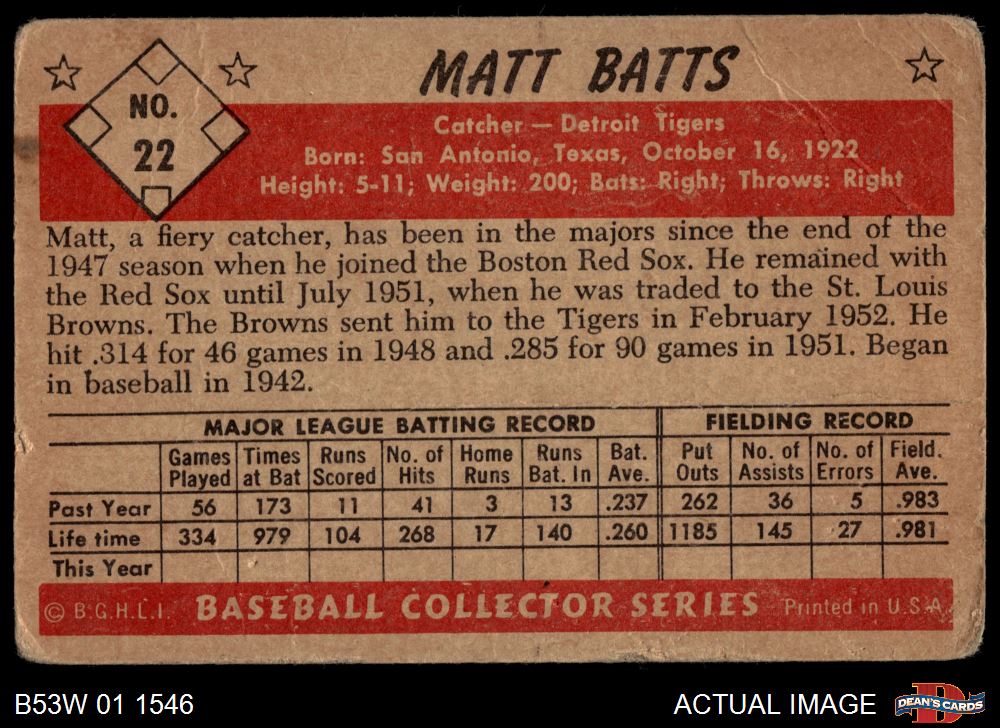 MATT BATTS
NO.
22
Catcher — Detroit Tigers
Born: San Antonio, Texas, October 16, 1922
Height: 5-11; Weight: 200; Bats: Right; Throws: Right
Matt, a fiery catcher, has been in the majors since the end of the
1947 season when he joined the Boston Red Sox. He remained with
the Red Sox until July 1951, when he was traded to the St. Louis
Browns. The Browns sent him to the Tigers in February 1952. He
hit .314 for 46 games in 1948 and .285 for 90 games in 1951. Began
in baseball in 1942.
MAJOR LEAGUE BATTING RECORD FIELDING RECORD
Games Times Runs No. of Home Runs Bat. Put No. of No. of Field.
Played at Bat Scored Hits Runs Bat. In Ave. Outs Assists Errors Ave.
Past Year 56 173 11 41 3 13 .237 262 36 5 .983
Life time 334 979 104 268 17 140 .260 1185 145 27 .981
This Year
© B.G.H.L.I. BASEBALL COLLECTOR SERIES Printed in U.S.A.
B53W 01 1546 ACTUAL IMAGE DEAN'S CARDS